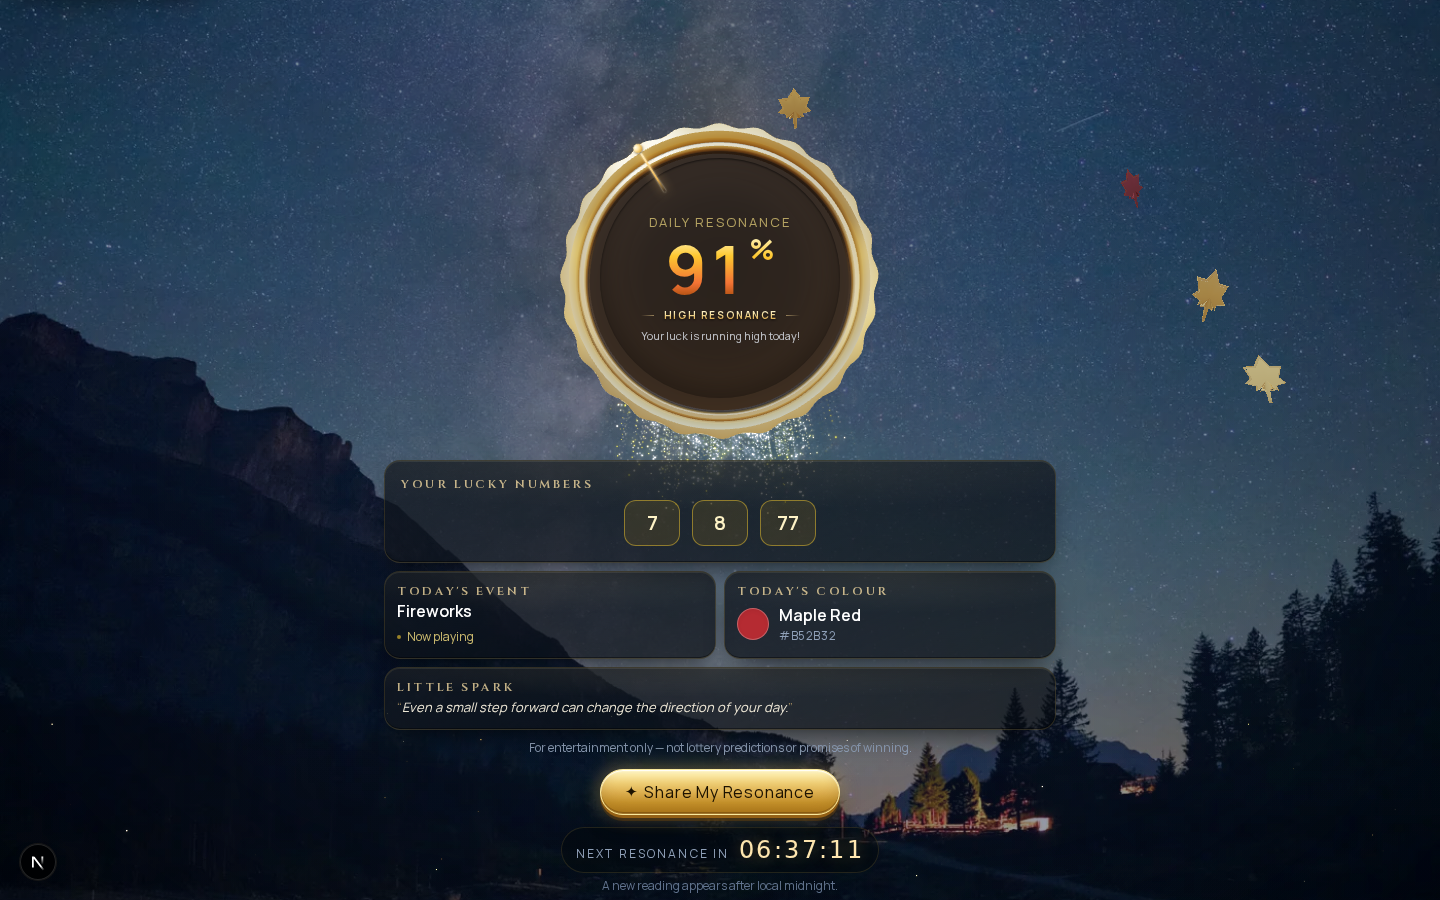 DAILY RESONANCE
91%
HIGH RESONANCE
Your luck is running high today!
YOUR LUCKY NUMBERS
7 8 77
TODAY'S EVENT
Fireworks
• Now playing
TODAY'S COLOUR
Maple Red
#B52B32
LITTLE SPARK
"Even a small step forward can change the direction of your day."
For entertainment only — not lottery predictions or promises of winning.
✦ Share My Resonance
NEXT RESONANCE IN 06:37:11
A new reading appears after local midnight.
N